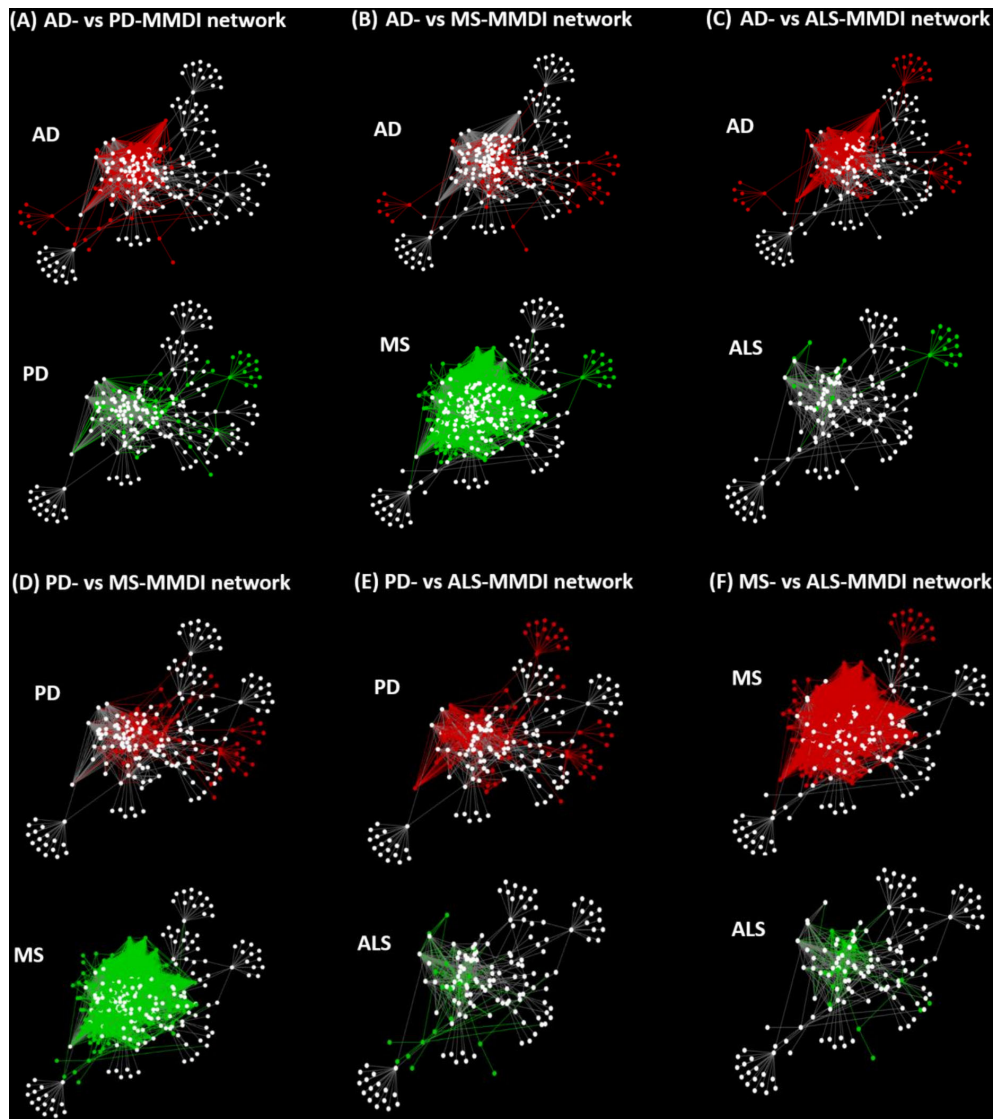 (A) AD- vs PD-MMDI network
(B) AD- vs MS-MMDI network
(C) AD- vs ALS-MMDI network
AD
AD
AD
PD
MS
ALS
(D) PD- vs MS-MMDI network
(E) PD- vs ALS-MMDI network
(F) MS- vs ALS-MMDI network
PD
PD
MS
MS
ALS
ALS